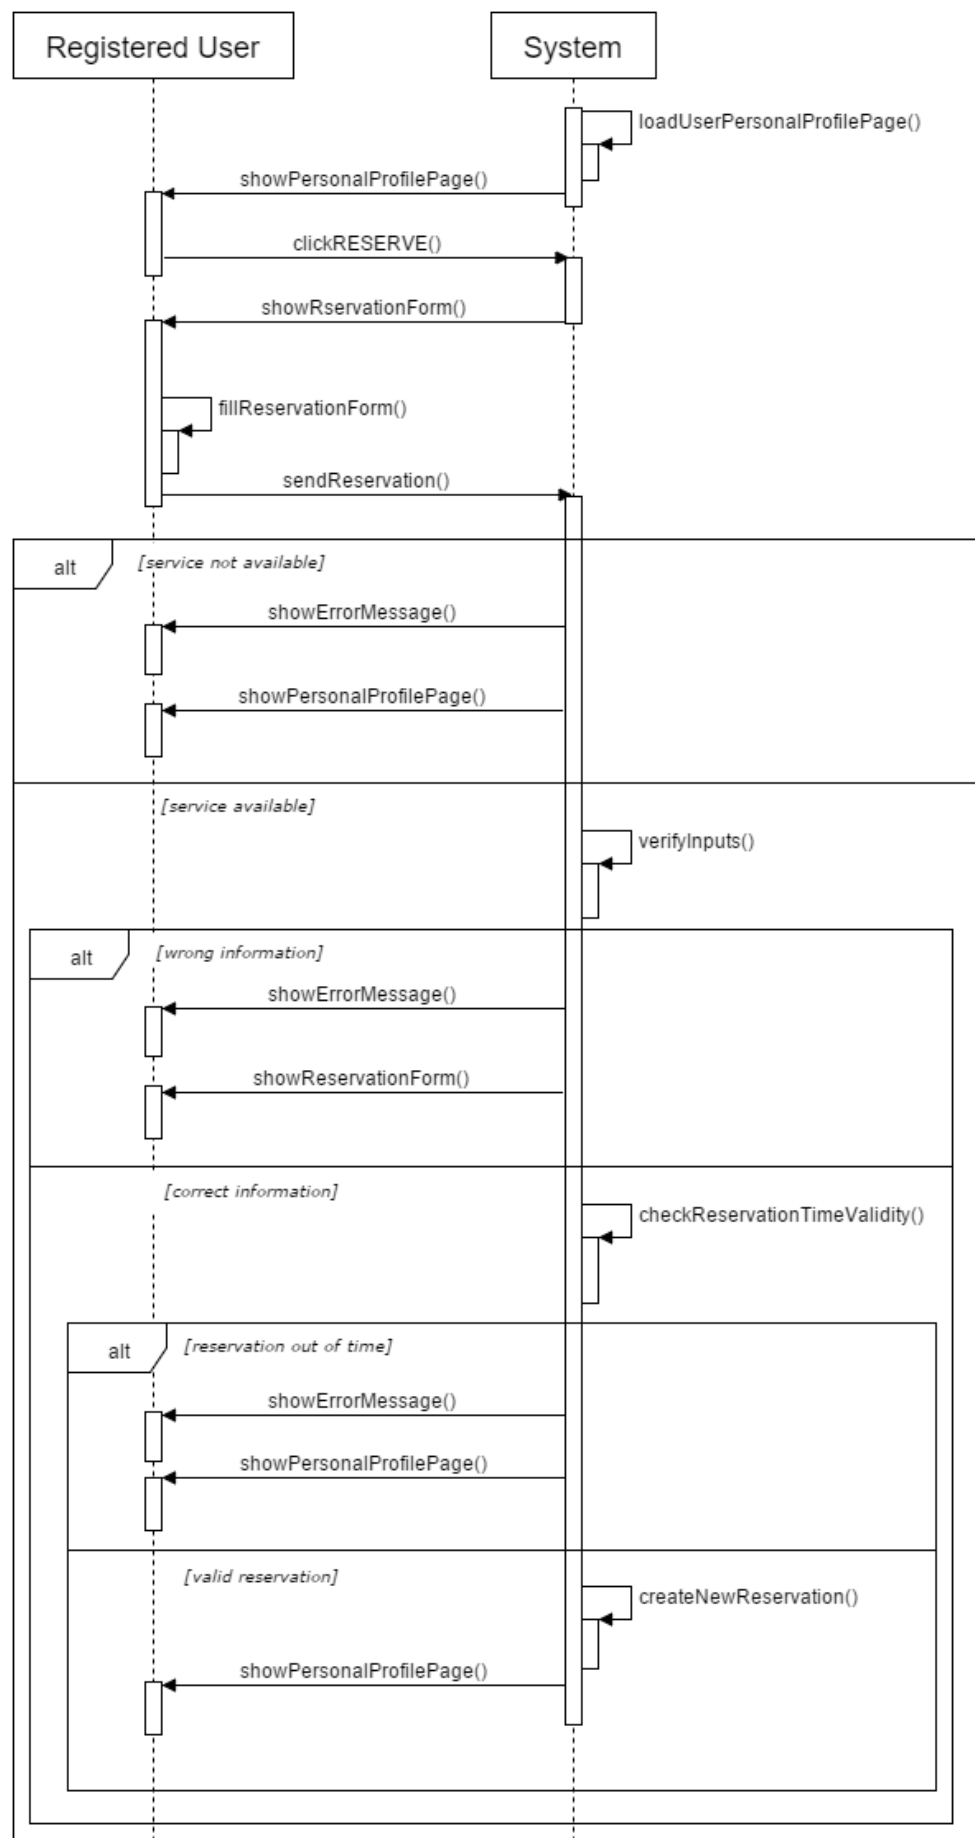 Registered User
System
loadUserPersonalProfilePage()
showPersonalProfilePage()
clickRESERVE()
showRservationForm()
fillReservationForm()
sendReservation()
alt
[service not available]
showErrorMessage()
showPersonalProfilePage()
[service available]
verifyInputs()
alt
[wrong information]
showErrorMessage()
showReservationForm()
[correct information]
checkReservationTimeValidity()
alt
[reservation out of time]
showErrorMessage()
showPersonalProfilePage()
[valid reservation]
createNewReservation()
showPersonalProfilePage()